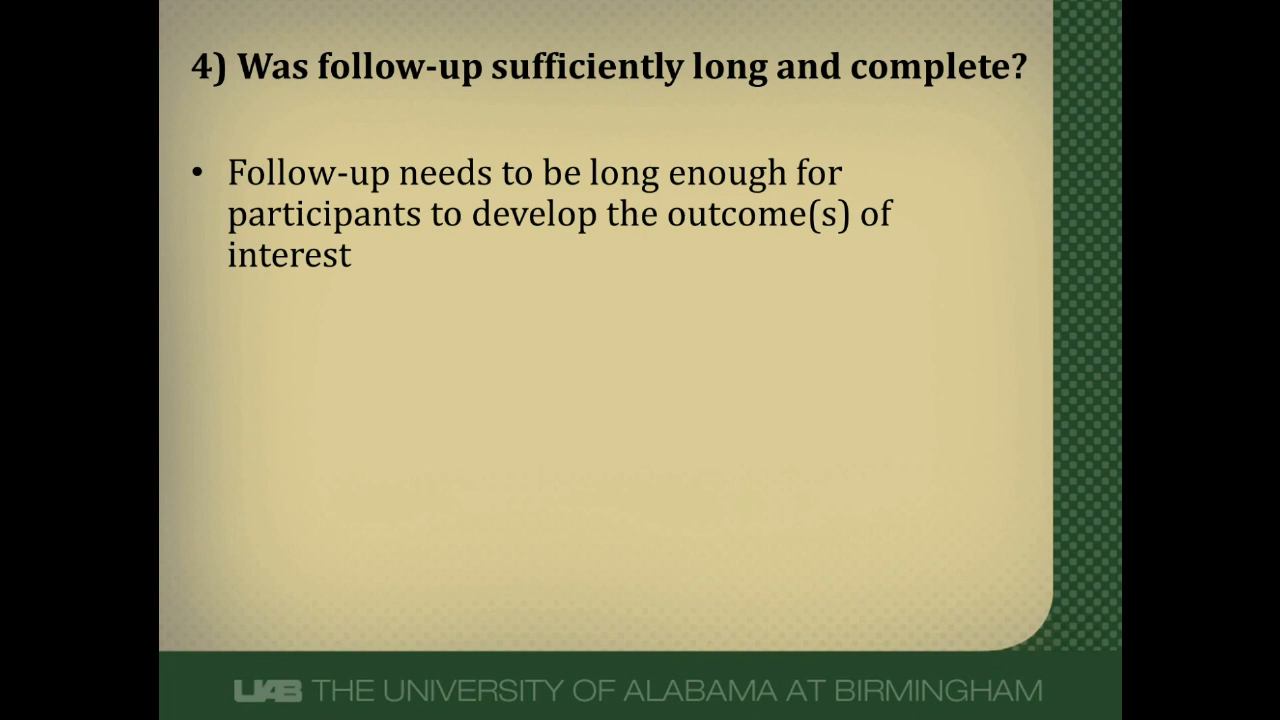 4) Was follow-up sufficiently long and complete?
• Follow-up needs to be long enough for
participants to develop the outcome(s) of
interest
UAB THE UNIVERSITY OF ALABAMA AT BIRMINGHAM